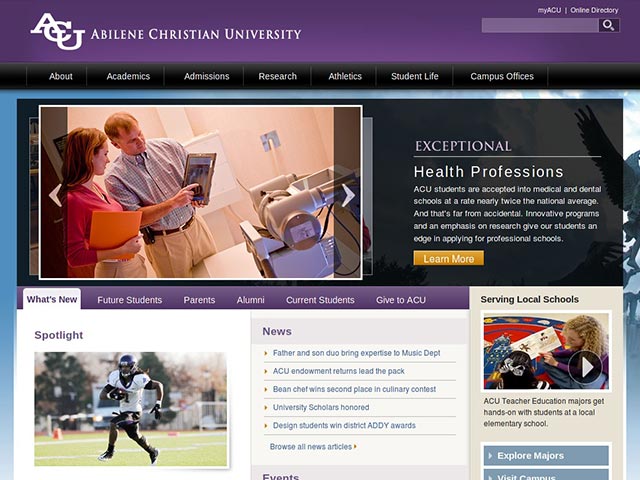 myACU | Online Directory
ACU ABILENE CHRISTIAN UNIVERSITY
About Academics Admissions Research Athletics Student Life Campus Offices
EXCEPTIONAL
Health Professions
ACU students are accepted into medical and dental
schools at a rate nearly twice the national average.
And that's far from accidental. Innovative programs
and an emphasis on research give our students an
edge in applying for professional schools.
Learn More
What's New Future Students Parents Alumni Current Students Give to ACU
Spotlight
News
Father and son duo bring expertise to Music Dept
ACU endowment returns lead the pack
Bean chef wins second place in culinary contest
University Scholars honored
Design students win district ADDY awards
Browse all news articles
Events
Serving Local Schools
ACU Teacher Education majors get
hands-on with students at a local
elementary school.
Explore Majors
Visit Campus